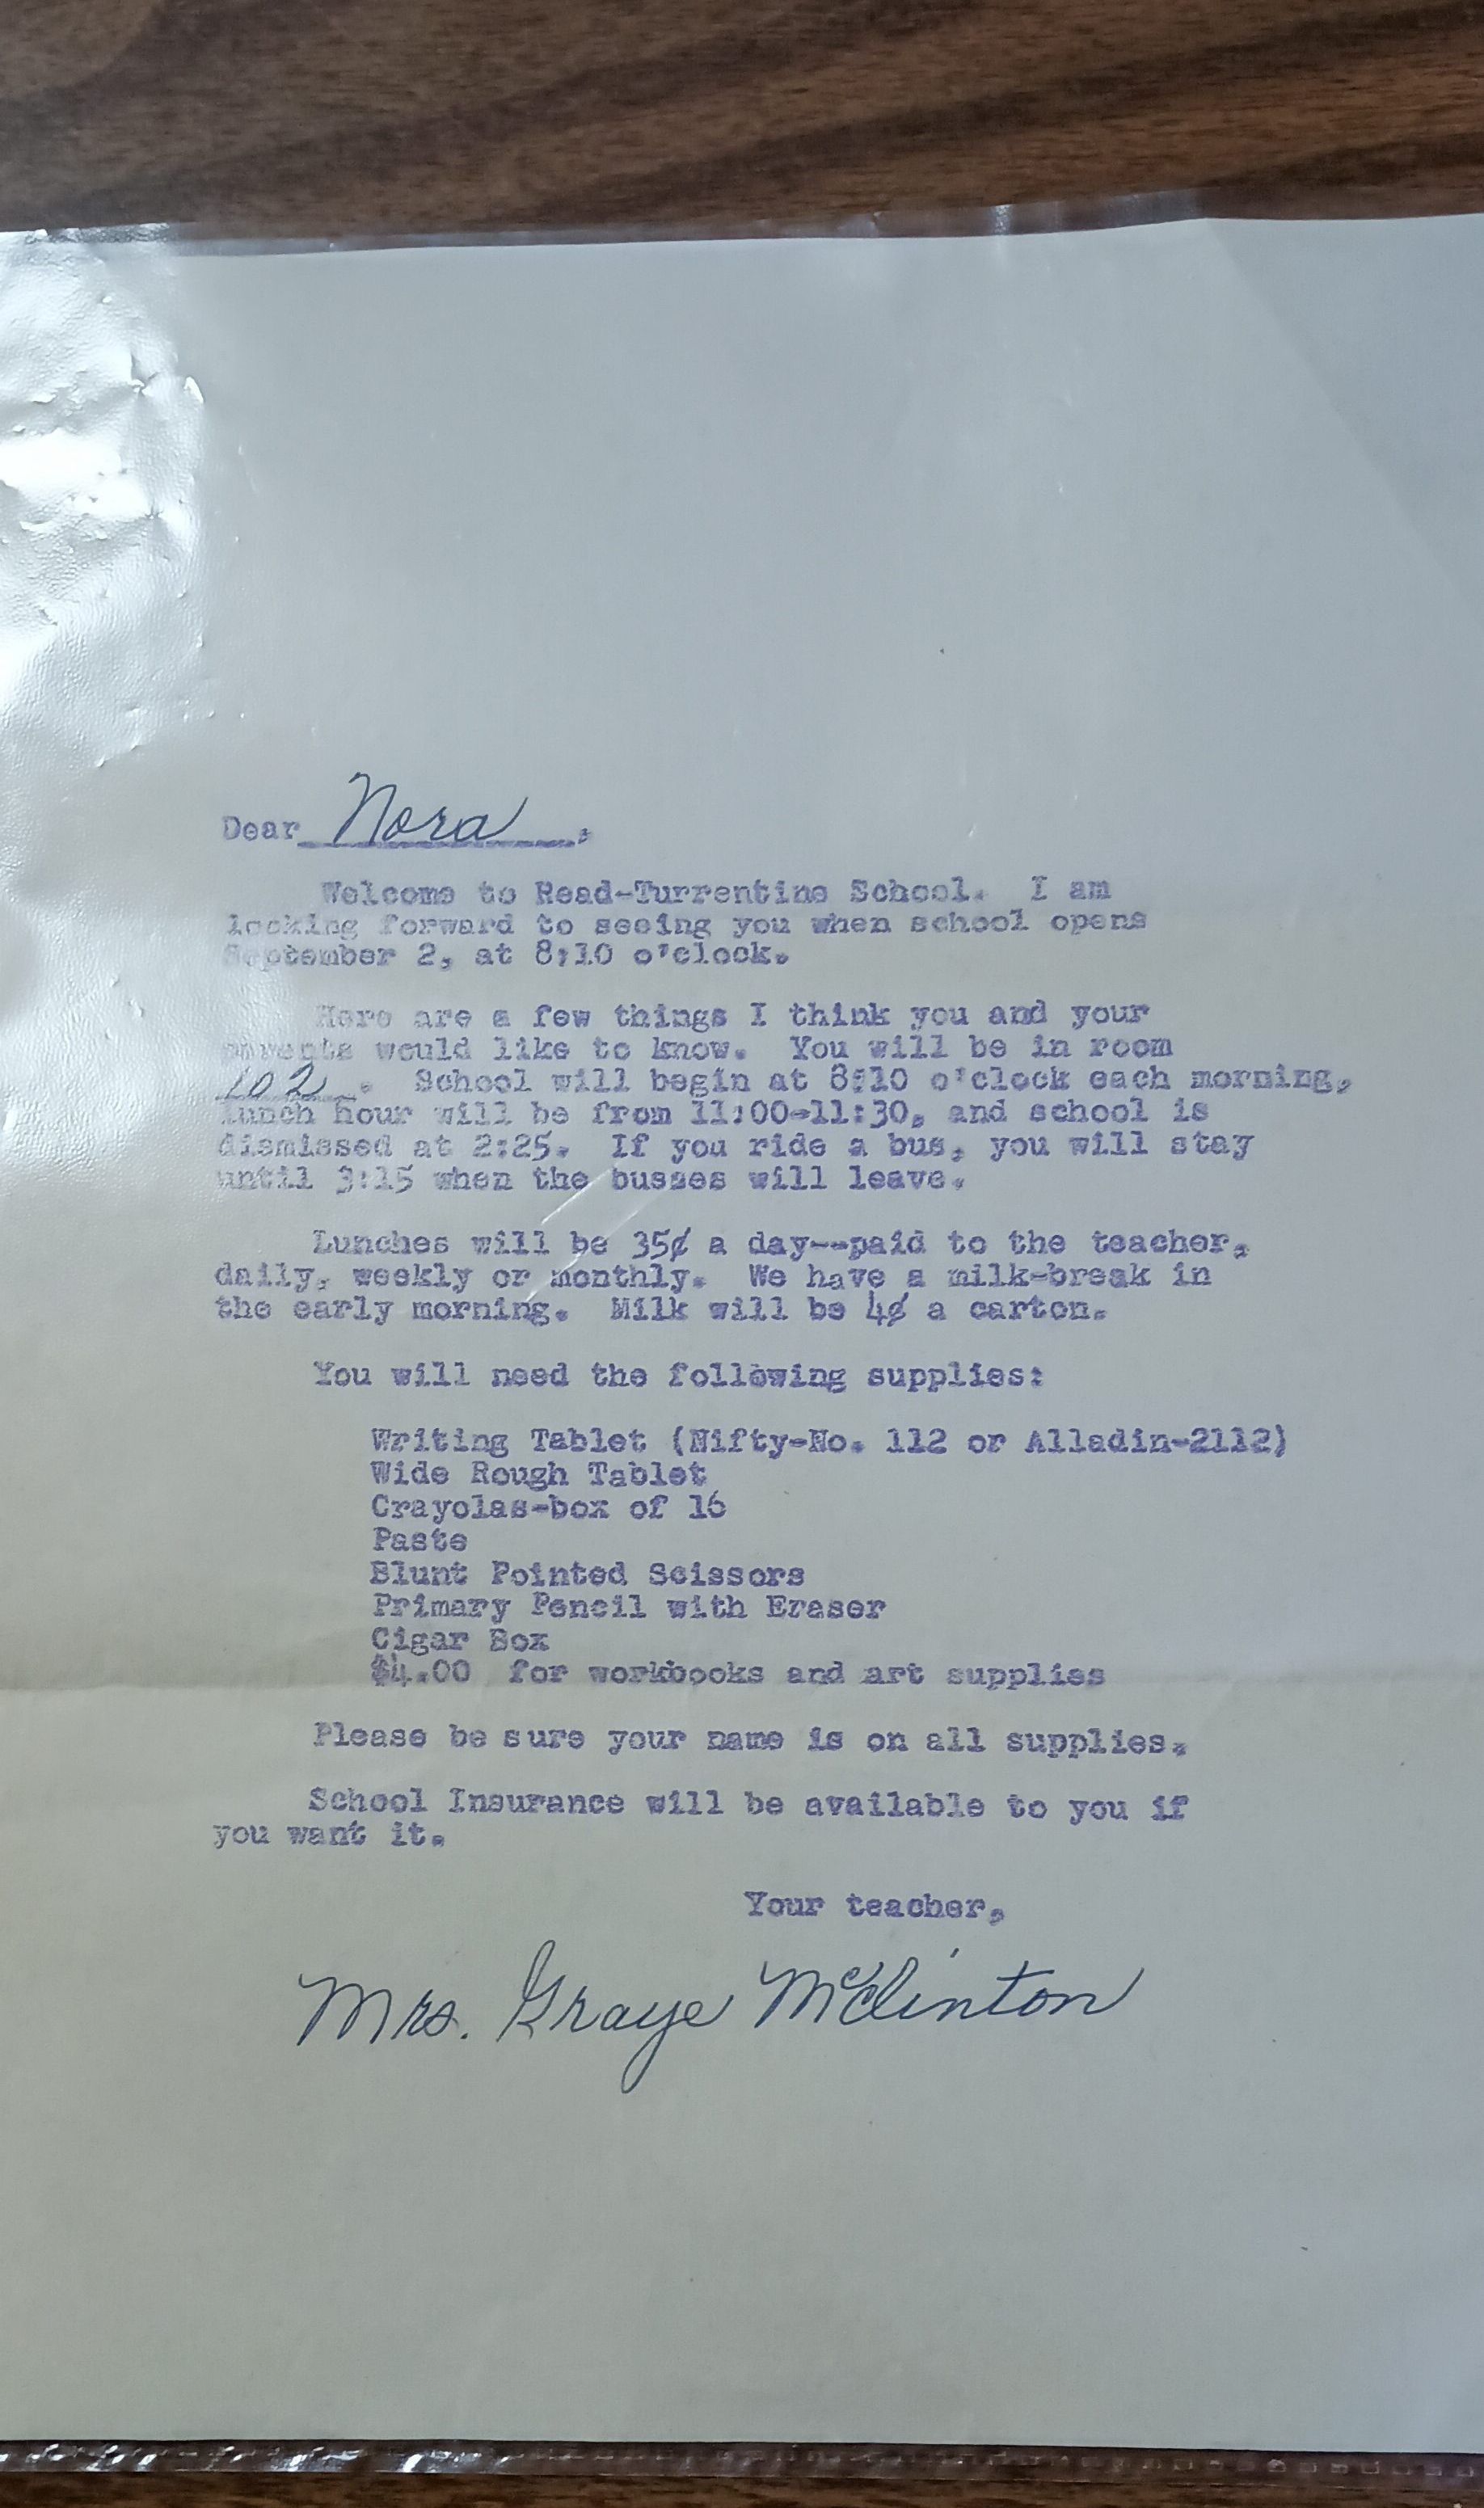 Dear Nora,
Welcome to Read-Turrentine School. I am
looking forward to seeing you when school opens
September 2, at 8:10 o'clock.
Here are a few things I think you and your
parents would like to know. You will be in room
102. School will begin at 8:10 o'clock each morning,
lunch hour will be from 11:00-11:30, and school is
dismissed at 2:25. If you ride a bus, you will stay
until 3:15 when the busses will leave.
Lunches will be 35¢ a day--paid to the teacher,
daily, weekly or monthly. We have a milk-break in
the early morning. Milk will be 4¢ a carton.
You will need the following supplies:
Writing Tablet (Nifty-No. 112 or Alladin-2112)
Wide Rough Tablet
Crayolas-box of 16
Paste
Blunt Pointed Scissors
Primary Pencil with Eraser
Cigar Box
$4.00 for workbooks and art supplies
Please be sure your name is on all supplies.
School Insurance will be available to you if
you want it.
Your teacher,
Mrs. Graye McClinton